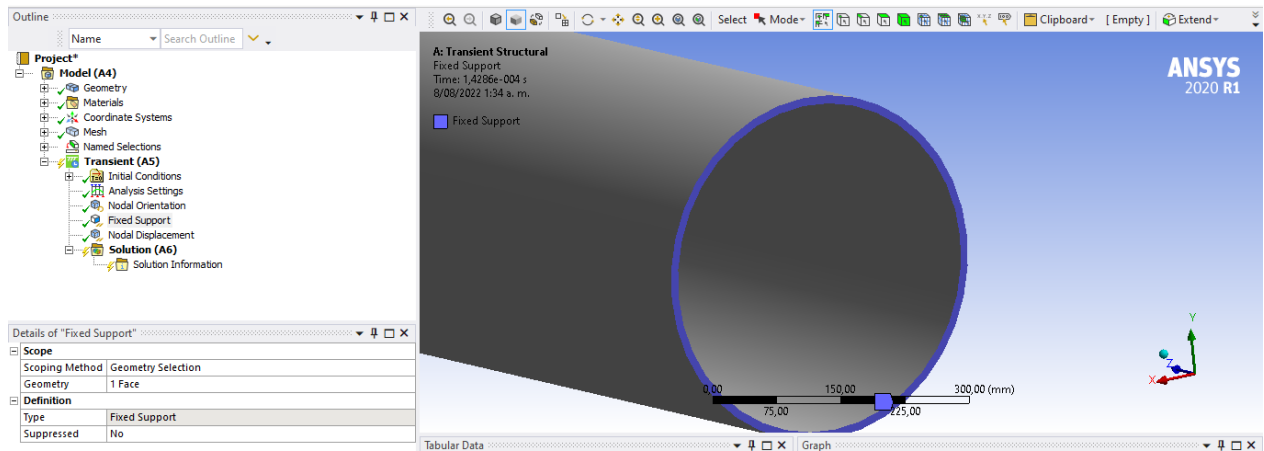 Outline
Name Search Outline
Project*
Model (A4)
Geometry
Materials
Coordinate Systems
Mesh
Named Selections
Transient (A5)
Initial Conditions
Analysis Settings
Nodal Orientation
Fixed Support
Nodal Displacement
Solution (A6)
Solution Information
Details of "Fixed Support"
Scope
Scoping Method Geometry Selection
Geometry 1 Face
Definition
Type Fixed Support
Suppressed No
Select Mode Clipboard [ Empty ] Extend
A: Transient Structural
Fixed Support
Time: 1,4286e-004 s
8/08/2022 1:34 a. m.
Fixed Support
ANSYS
2020 R1
0,00 150,00 300,00 (mm)
75,00 225,00
Y
Z
X
Tabular Data Graph